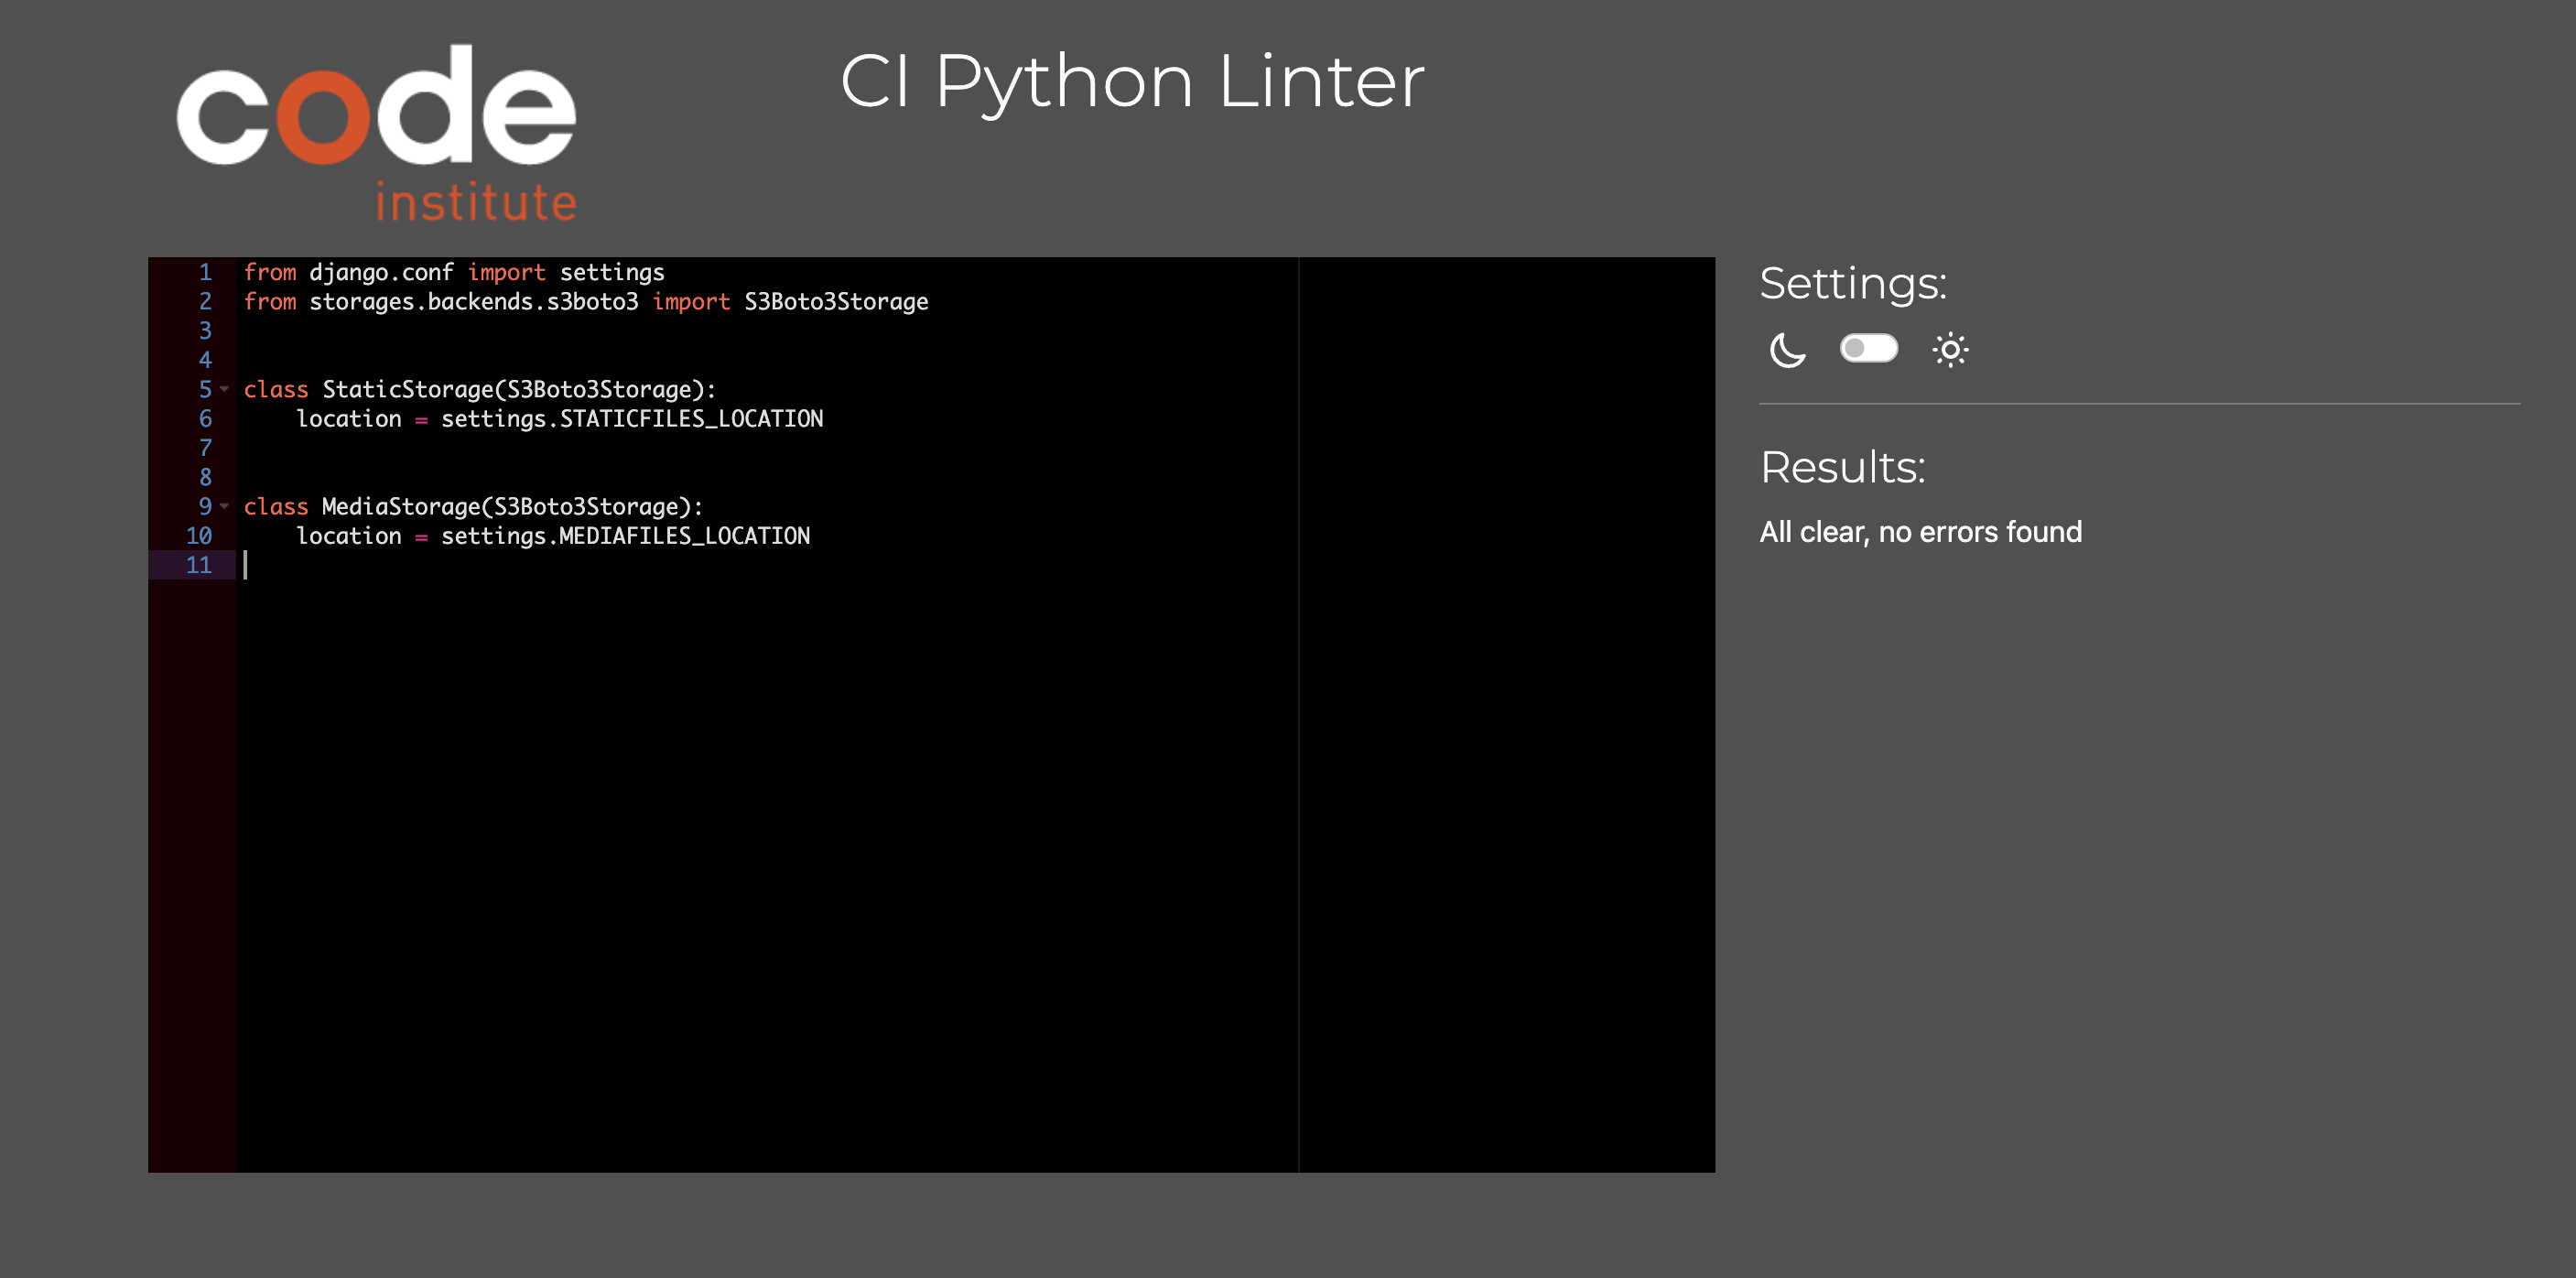 code
institute
CI Python Linter
1 from django.conf import settings
2 from storages.backends.s3boto3 import S3Boto3Storage
3
4
5 class StaticStorage(S3Boto3Storage):
6     location = settings.STATICFILES_LOCATION
7
8
9 class MediaStorage(S3Boto3Storage):
10     location = settings.MEDIAFILES_LOCATION
11
Settings:
Results:
All clear, no errors found